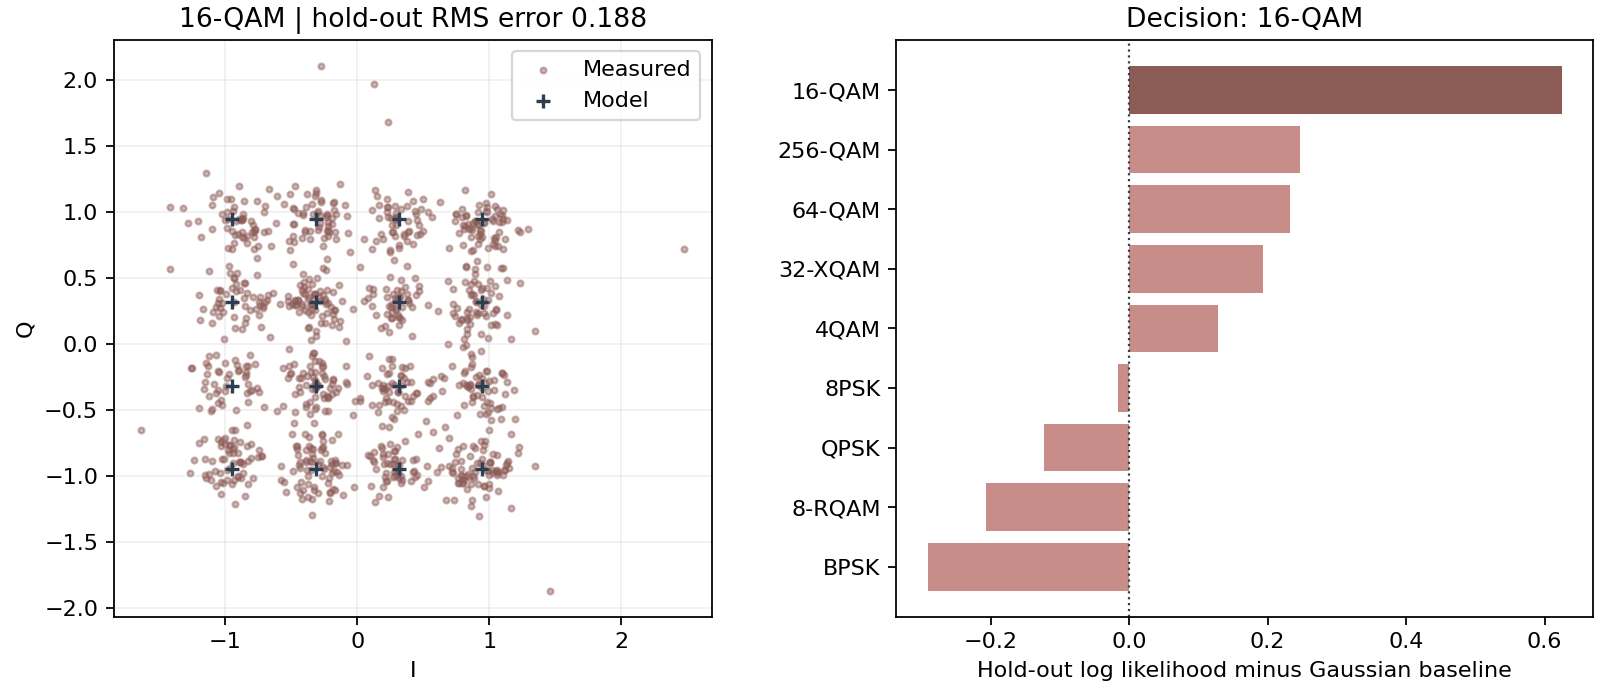 16-QAM | hold-out RMS error 0.188
Measured
Model
2.0
1.5
1.0
0.5
0.0
−0.5
−1.0
−1.5
−2.0
Q
−1
0
1
2
I
Decision: 16-QAM
16-QAM
256-QAM
64-QAM
32-XQAM
4QAM
8PSK
QPSK
8-RQAM
BPSK
−0.2
0.0
0.2
0.4
0.6
Hold-out log likelihood minus Gaussian baseline